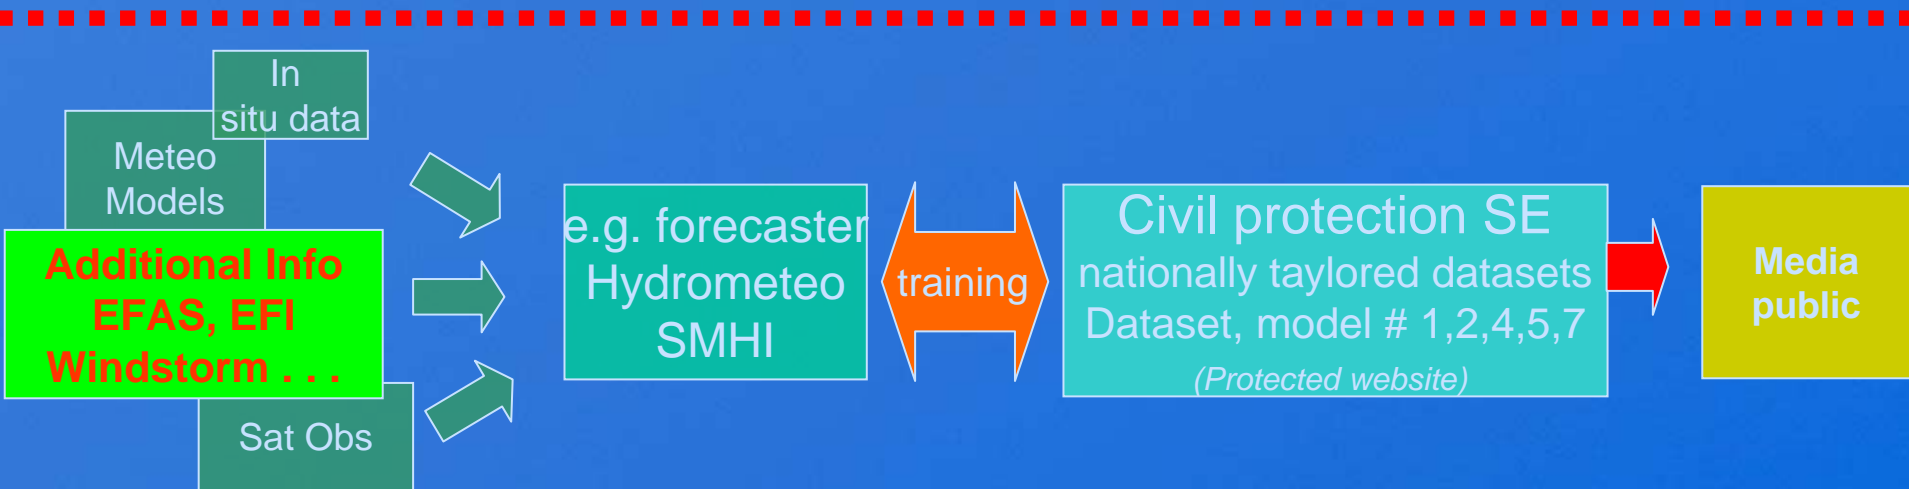 In
situ data
Meteo
Models
Additional Info
EFAS, EFI
Windstorm . . .
Sat Obs
e.g. forecaster
Hydrometeo
SMHI
training
Civil protection SE
nationally taylored datasets
Dataset, model # 1,2,4,5,7
(Protected website)
Media
public